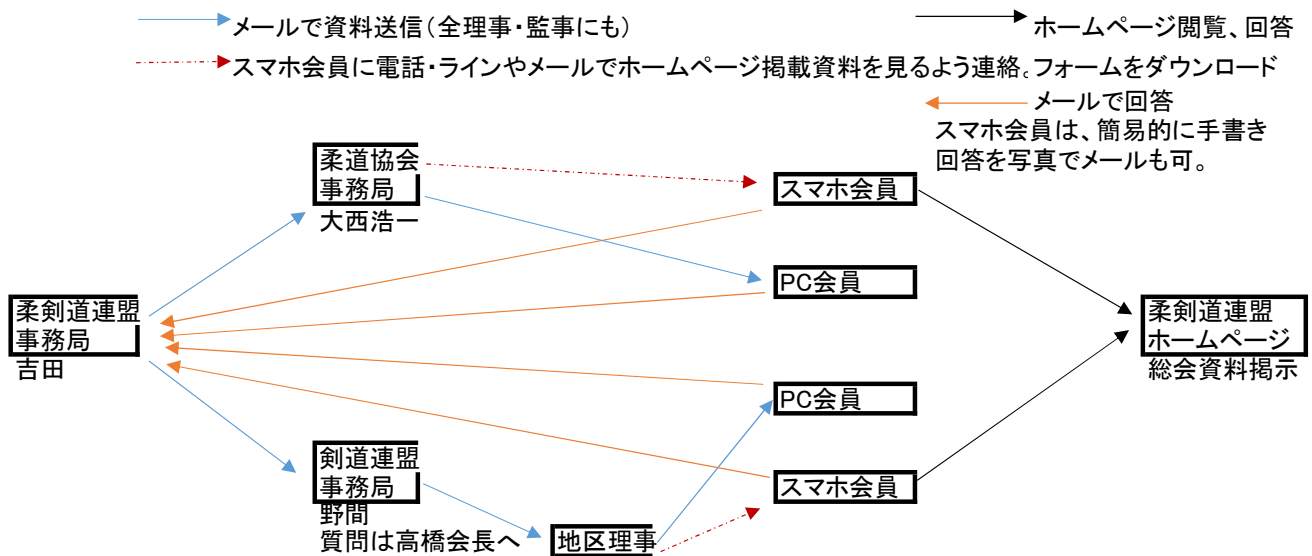 メールで資料送信(全理事・監事にも)
ホームページ閲覧、回答
スマホ会員に電話・ラインやメールでホームページ掲載資料を見るよう連絡。フォームをダウンロード
メールで回答
スマホ会員は、簡易的に手書き
回答を写真でメールも可。
柔道協会
事務局
大西浩一
スマホ会員
PC会員
柔剣道連盟
事務局
吉田
柔剣道連盟
ホームページ
総会資料掲示
PC会員
剣道連盟
事務局
野間
質問は高橋会長へ
スマホ会員
地区理事